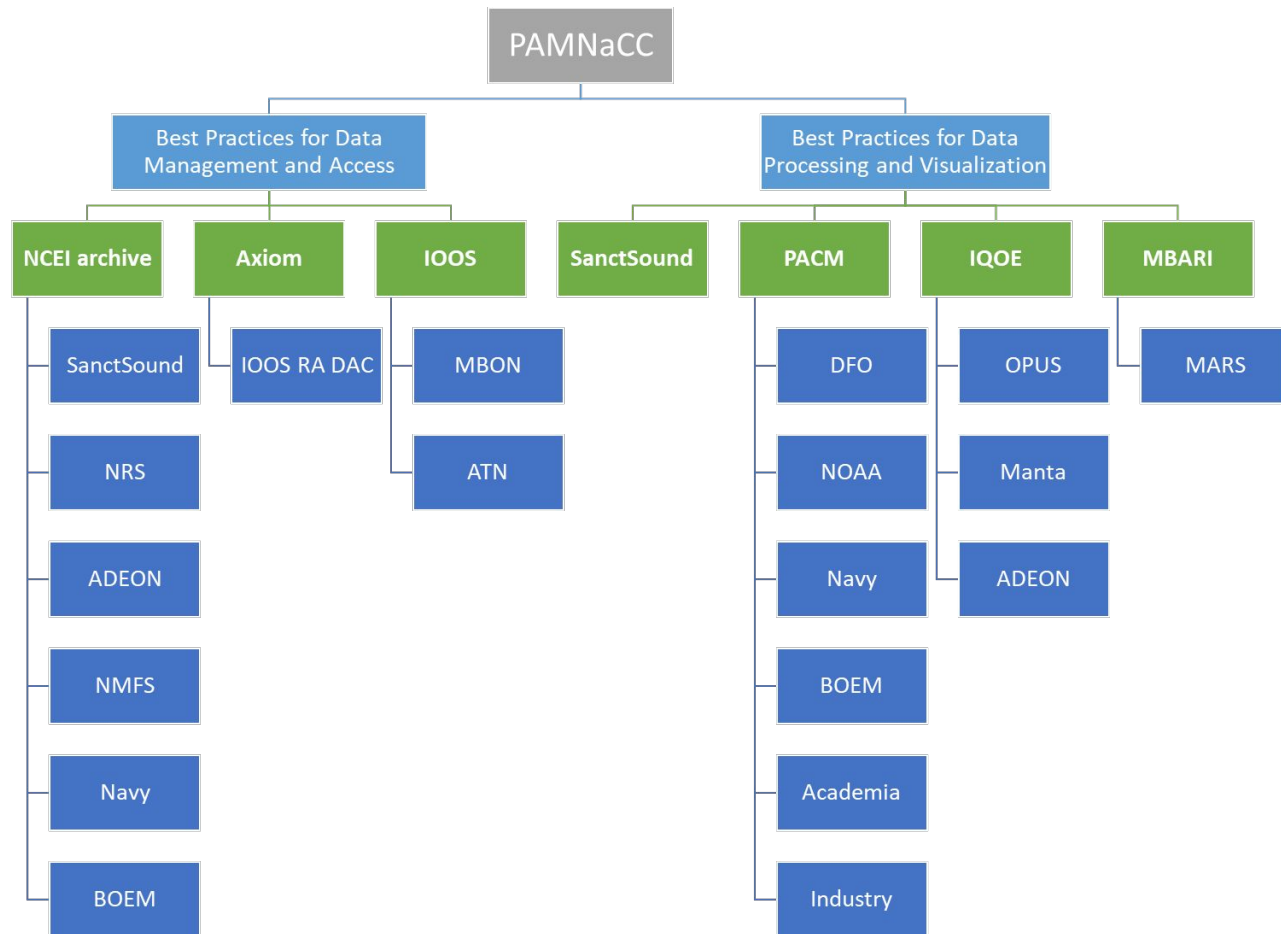 PAMNaCC
Best Practices for Data
Management and Access
Best Practices for Data
Processing and Visualization
NCEI archive
Axiom
IOOS
SanctSound
PACM
IQOE
MBARI
SanctSound
IOOS RA DAC
MBON
DFO
OPUS
MARS
NRS
ATN
NOAA
Manta
ADEON
Navy
ADEON
NMFS
BOEM
Navy
Academia
BOEM
Industry